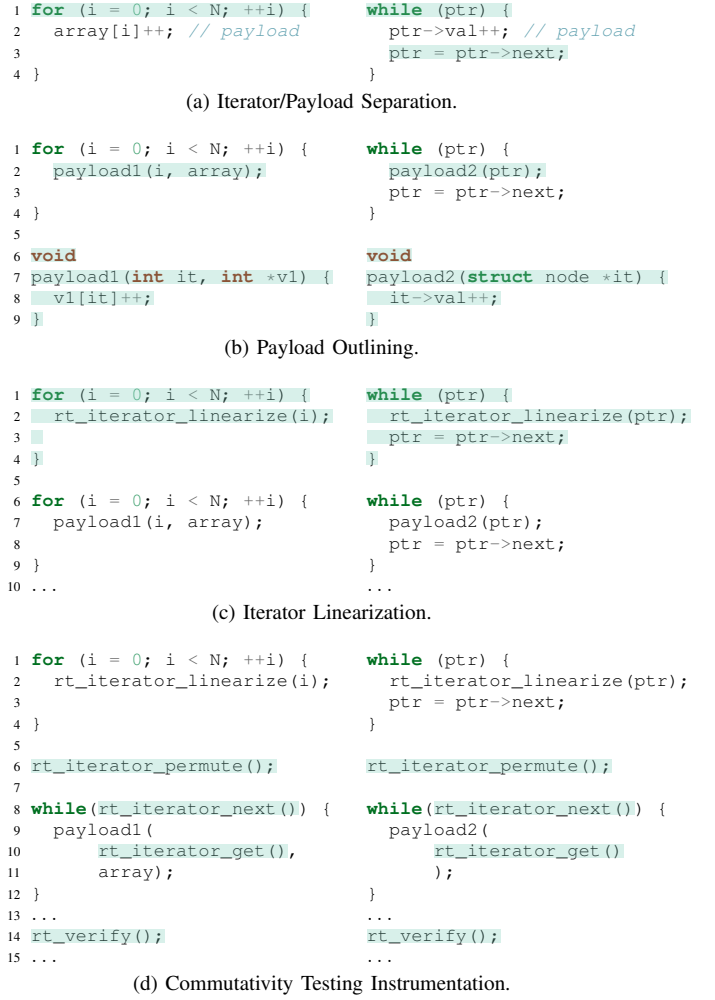 1 for (i = 0; i < N; ++i) { while (ptr) {
2 array[i]++; // payload ptr->val++; // payload
3 ptr = ptr->next;
4 } }
(a) Iterator/Payload Separation.
1 for (i = 0; i < N; ++i) { while (ptr) {
2 payload1(i, array); payload2(ptr);
3 ptr = ptr->next;
4 } }
5
6 void void
7 payload1(int it, int *v1) { payload2(struct node *it) {
8 v1[it]++; it->val++;
9 } }
(b) Payload Outlining.
1 for (i = 0; i < N; ++i) { while (ptr) {
2 rt_iterator_linearize(i); rt_iterator_linearize(ptr);
3 ptr = ptr->next;
4 } }
5
6 for (i = 0; i < N; ++i) { while (ptr) {
7 payload1(i, array); payload2(ptr);
8 ptr = ptr->next;
9 } }
10 ... ...
(c) Iterator Linearization.
1 for (i = 0; i < N; ++i) { while (ptr) {
2 rt_iterator_linearize(i); rt_iterator_linearize(ptr);
3 ptr = ptr->next;
4 } }
5
6 rt_iterator_permute(); rt_iterator_permute();
7
8 while(rt_iterator_next()) { while(rt_iterator_next()) {
9 payload1( payload2(
10 rt_iterator_get(), rt_iterator_get()
11 array); );
12 } }
13 ... ...
14 rt_verify(); rt_verify();
15 ... ...
(d) Commutativity Testing Instrumentation.